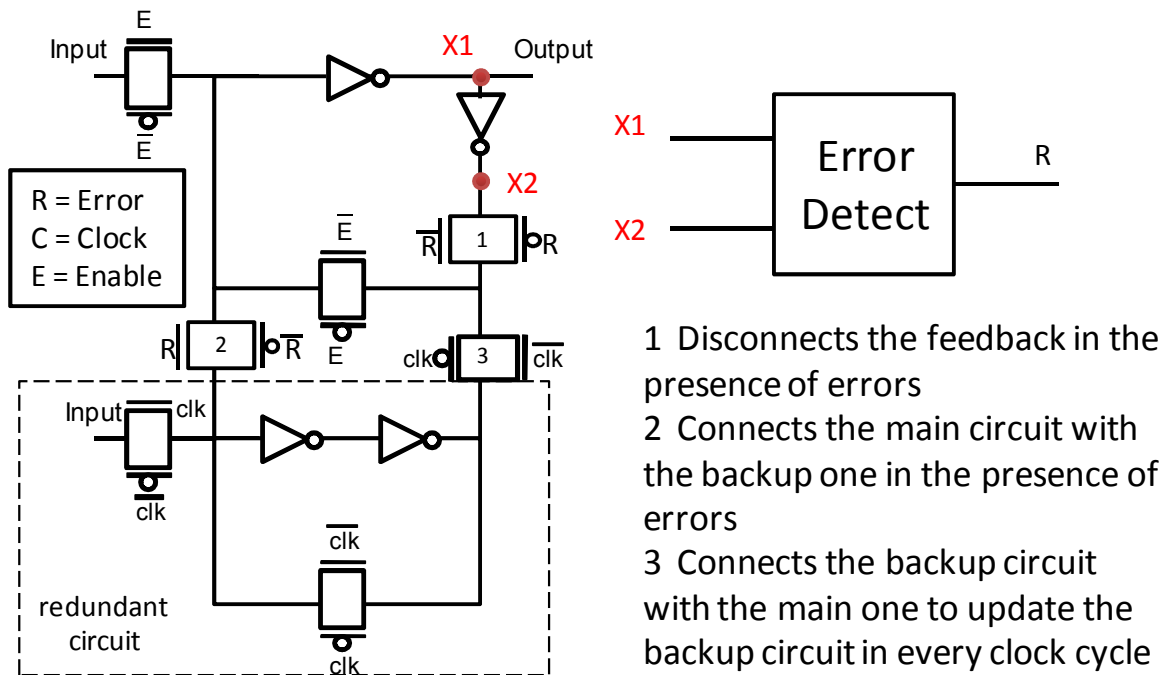 E
Input
E̅
X1
Output
X2
R = Error
C = Clock
E = Enable
E̅
R̅
1
R
R
2
R̅
E
clk
3
c̅l̅k̅
Input
clk
c̅l̅k̅
c̅l̅k̅
clk
redundant
circuit
X1
X2
Error
Detect
R
1 Disconnects the feedback in the
presence of errors
2 Connects the main circuit with
the backup one in the presence of
errors
3 Connects the backup circuit
with the main one to update the
backup circuit in every clock cycle